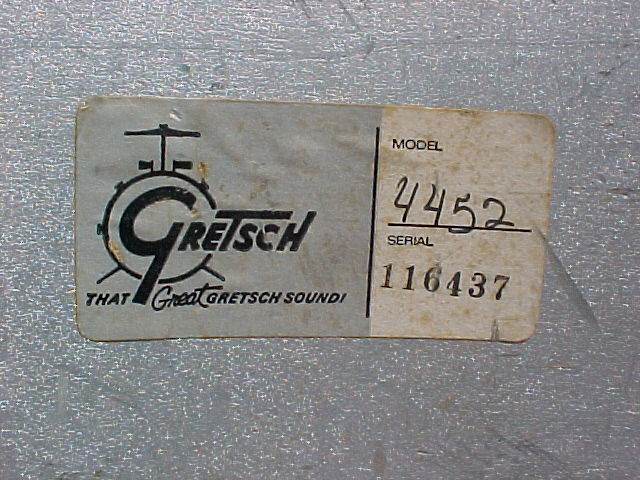 GRETSCH
THAT Great GRETSCH SOUND!
MODEL
4452
SERIAL
116437